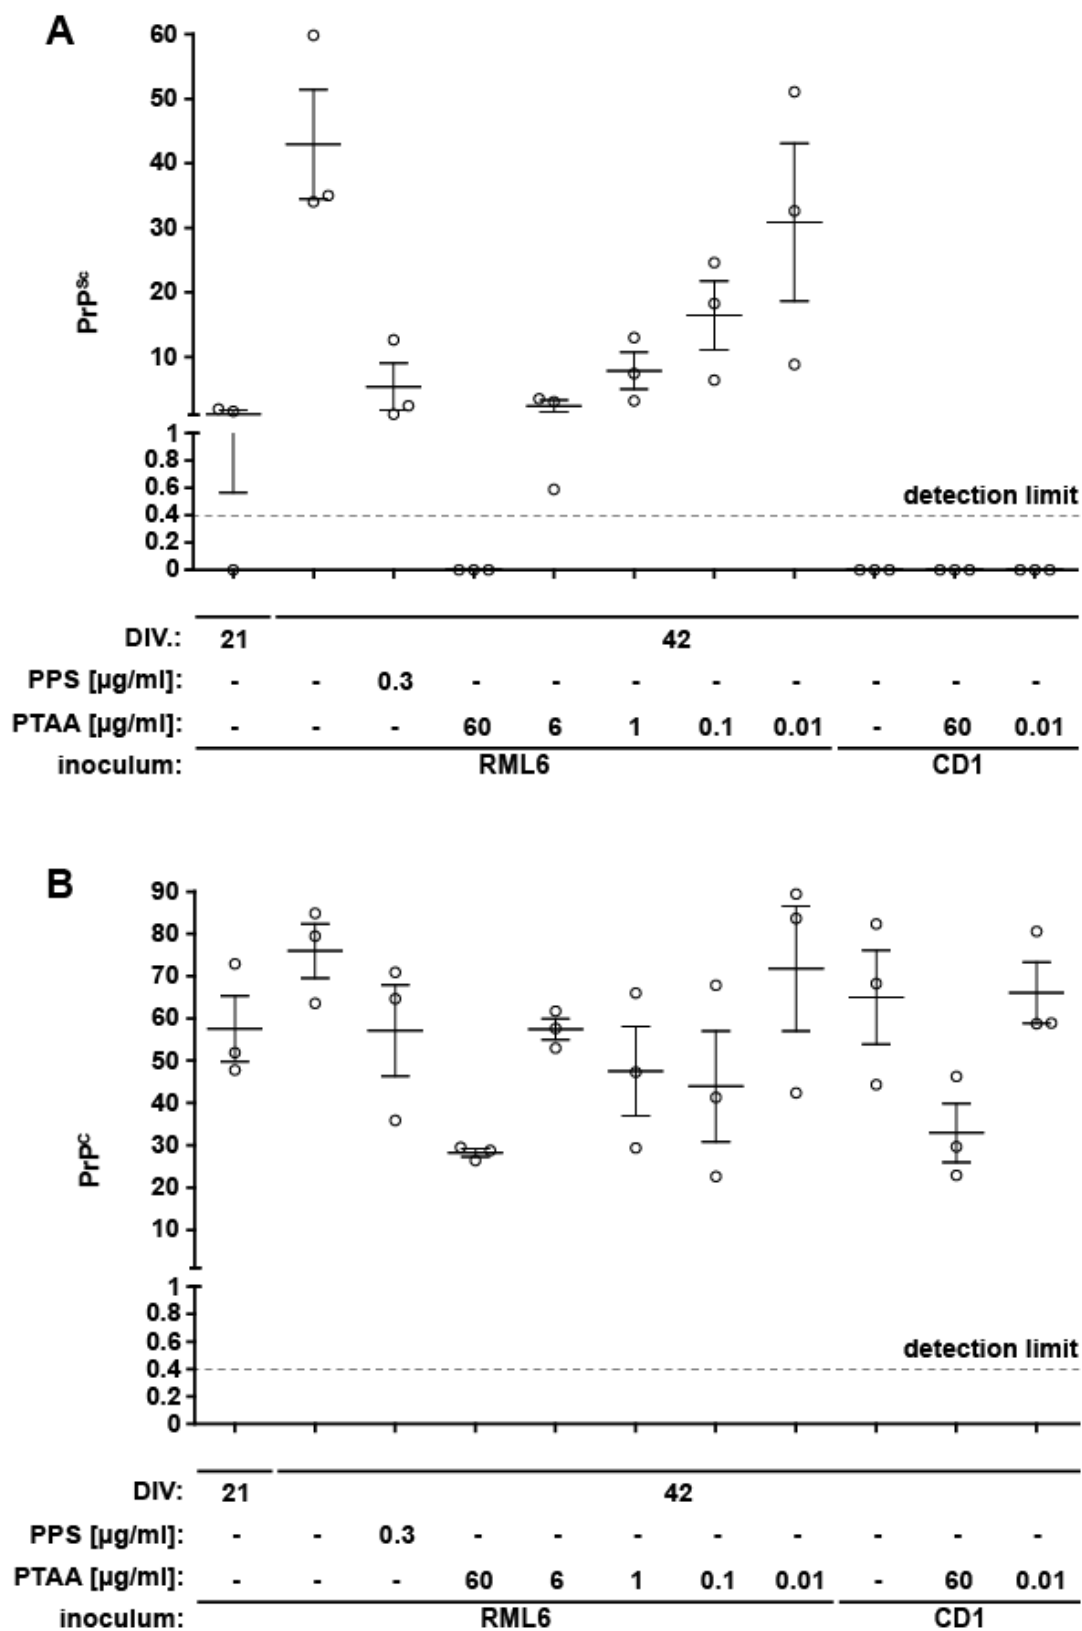 A
60
50
40
30
20
10
1
0.8
0.6
0.4
0.2
0
PrP^Sc
detection limit
DIV.: 21 42
PPS [µg/ml]: - - 0.3 - - - - - - - -
PTAA [µg/ml]: - - - 60 6 1 0.1 0.01 - 60 0.01
inoculum: RML6 CD1
B
90
80
70
60
50
40
30
20
10
1
0.8
0.6
0.4
0.2
0
PrP^C
detection limit
DIV: 21 42
PPS [µg/ml]: - - 0.3 - - - - - - - -
PTAA [µg/ml]: - - - 60 6 1 0.1 0.01 - 60 0.01
inoculum: RML6 CD1